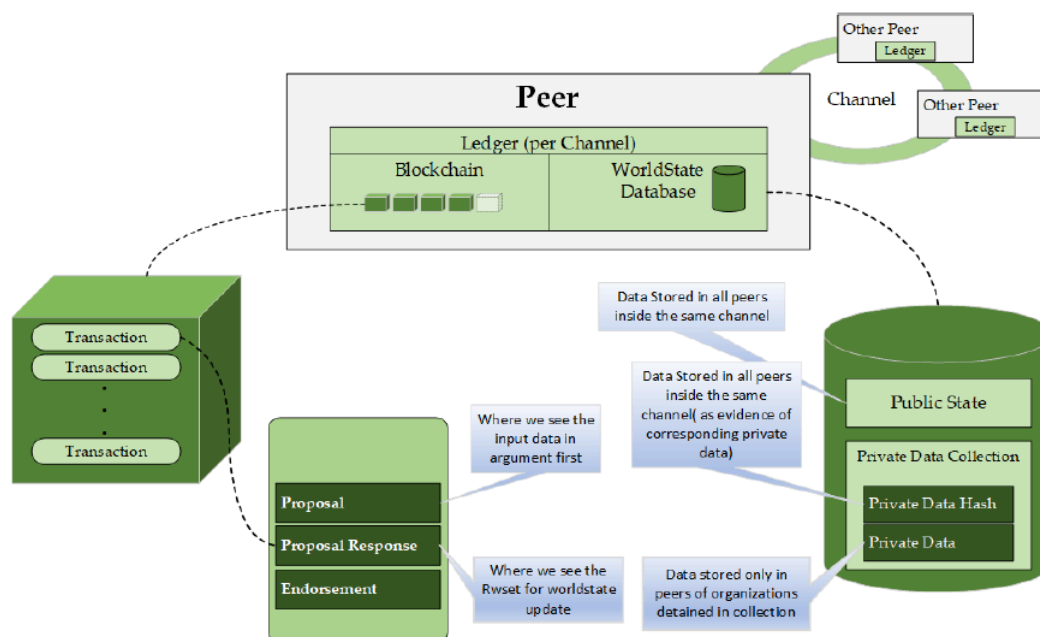 Other Peer
Ledger
Channel
Other Peer
Ledger
Peer
Ledger (per Channel)
Blockchain
WorldState
Database
Transaction
Transaction
Transaction
Where we see the
input data in
argument first
Proposal
Proposal Response
Endorsement
Where we see the
Rwset for worldstate
update
Data Stored in all peers
inside the same
channel
Data Stored in all peers
inside the same
channel( as evidence of
corresponding private
data)
Data stored only in
peers of organizations
detained in collection
Public State
Private Data Collection
Private Data Hash
Private Data